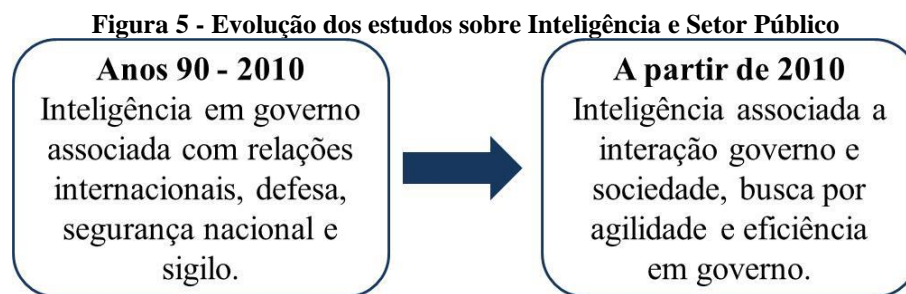 Figura 5 - Evolução dos estudos sobre Inteligência e Setor Público
Anos 90 - 2010
Inteligência em governo
associada com relações
internacionais, defesa,
segurança nacional e
sigilo.
A partir de 2010
Inteligência associada a
interação governo e
sociedade, busca por
agilidade e eficiência
em governo.